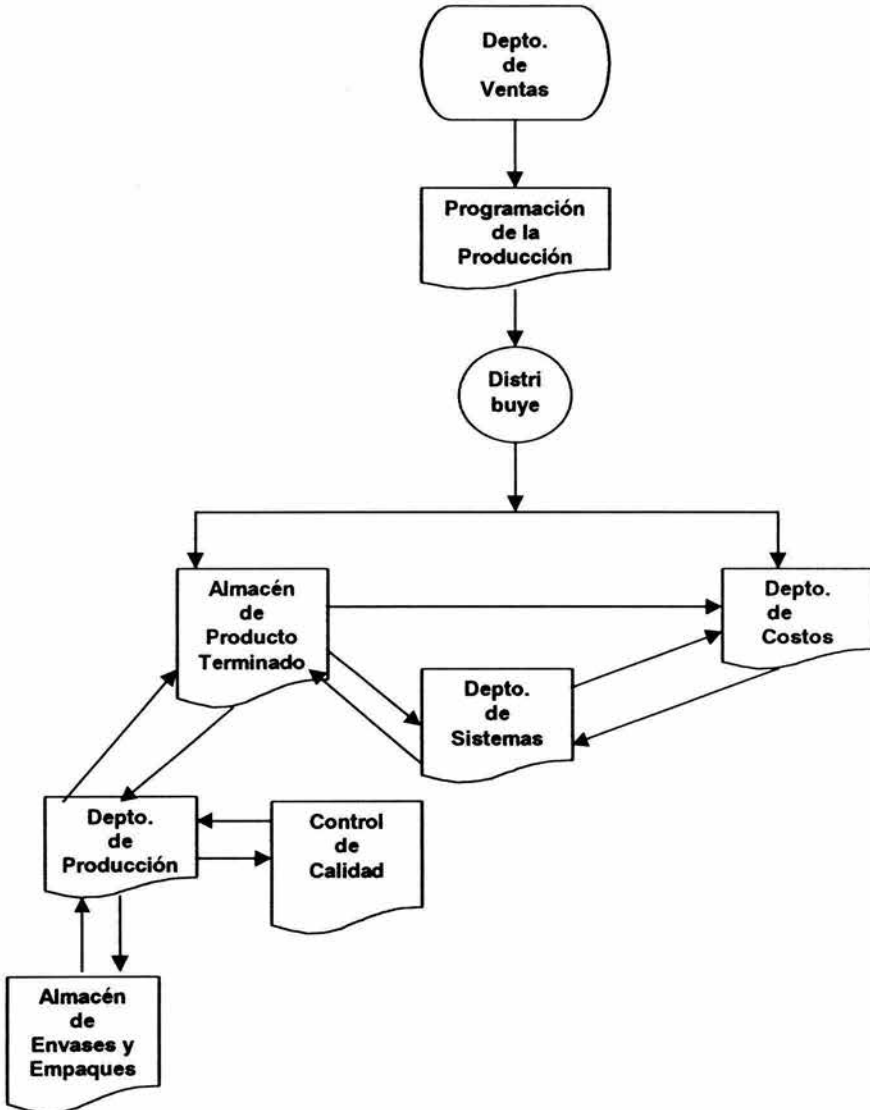 Depto.
de
Ventas
Programación
de la
Producción
Distri
buye
Almacén
de
Producto
Terminado
Depto.
de
Costos
Depto.
de
Sistemas
Depto.
de
Producción
Control
de
Calidad
Almacén
de
Envases y
Empaques